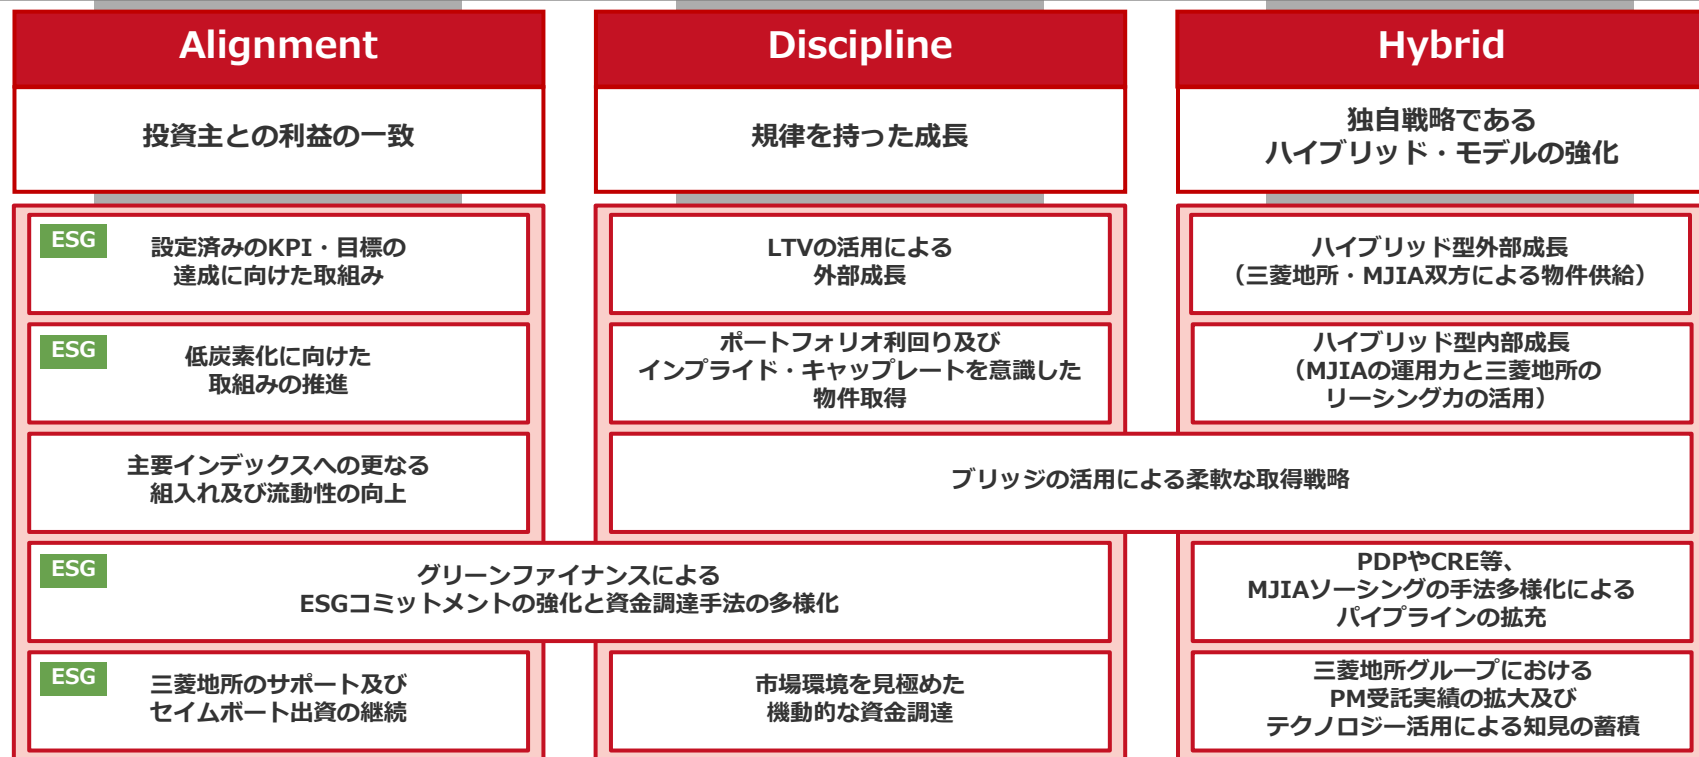 Alignment
投資主との利益の一致
ESG
設定済みのKPI・目標の
達成に向けた取組み
ESG
低炭素化に向けた
取組みの推進
主要インデックスへの更なる
組入れ及び流動性の向上
ESG
グリーンファイナンスによる
ESGコミットメントの強化と資金調達手法の多様化
ESG
三菱地所のサポート及び
セイムボート出資の継続
Discipline
規律を持った成長
LTVの活用による
外部成長
ポートフォリオ利回り及び
インプライド・キャップレートを意識した
物件取得
ブリッジの活用による柔軟な取得戦略
市場環境を見極めた
機動的な資金調達
Hybrid
独自戦略である
ハイブリッド・モデルの強化
ハイブリッド型外部成長
（三菱地所・MJIA双方による物件供給）
ハイブリッド型内部成長
（MJIAの運用力と三菱地所の
リーシング力の活用）
PDPやCRE等、
MJIAソーシングの手法多様化による
パイプラインの拡充
三菱地所グループにおける
PM受託実績の拡大及び
テクノロジー活用による知見の蓄積